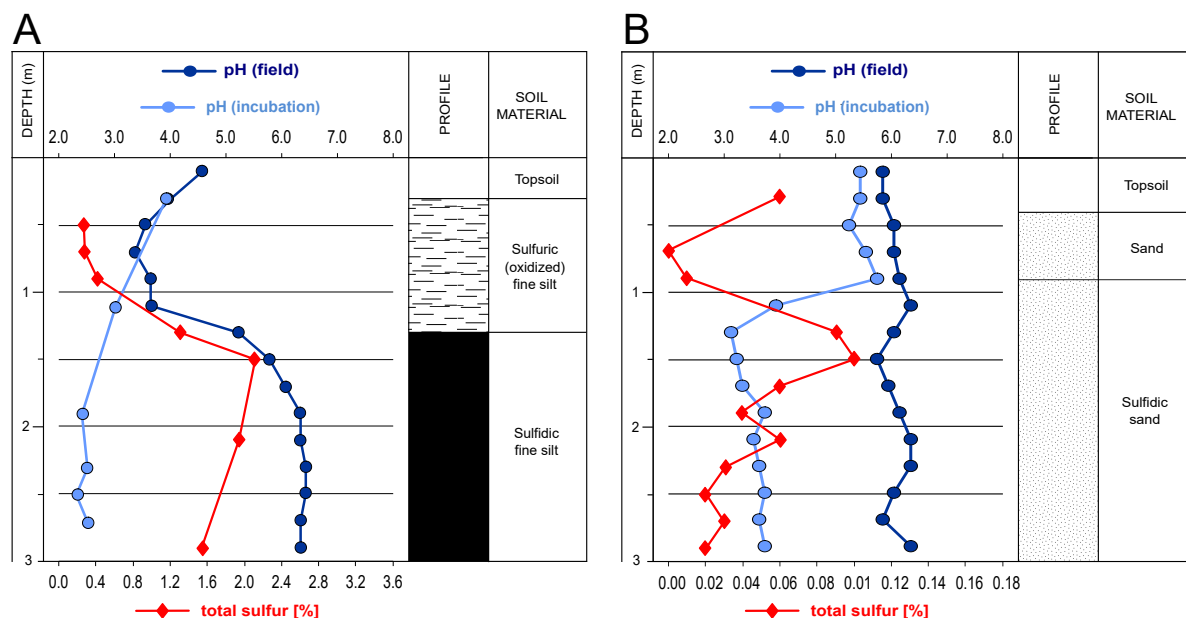 A
DEPTH (m)
pH (field)
pH (incubation)
2.0 3.0 4.0 5.0 6.0 7.0 8.0
PROFILE
SOIL
MATERIAL
Topsoil
Sulfuric
(oxidized)
fine silt
1
2
Sulfidic
fine silt
3
0.0 0.4 0.8 1.2 1.6 2.0 2.4 2.8 3.2 3.6
total sulfur [%]
B
DEPTH (m)
pH (field)
pH (incubation)
2.0 3.0 4.0 5.0 6.0 7.0 8.0
PROFILE
SOIL
MATERIAL
Topsoil
Sand
1
Sulfidic
sand
2
3
0.00 0.02 0.04 0.06 0.01 0.12 0.14 0.16 0.18
total sulfur [%]